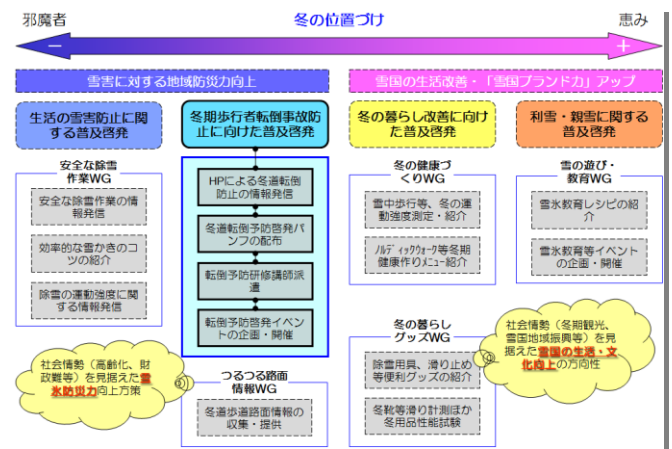 邪魔者
冬の位置づけ
恵み
−
+
雪害に対する地域防災力向上
雪国の生活改善・「雪国ブランド力」アップ
生活の雪害防止に関
する普及啓発
冬期歩行者転倒事故防
止に向けた普及啓発
冬の暮らし改善に向け
た普及啓発
利雪・親雪に関する
普及啓発
安全な除雪
作業WG
安全な除雪作業の情
報発信
効率的な雪かきのコ
ツの紹介
除雪の運動強度に関
する情報発信
HPによる冬道転倒
防止の情報発信
冬道転倒予防啓発パ
ンフの配布
転倒予防研修講師派
遣
転倒予防啓発イベン
トの企画・開催
冬の健康づ
くりWG
雪中歩行等、冬の運
動強度測定・紹介
ﾉﾙﾃﾞｨｯｸｳｫｰｸ等冬期
健康作りメニュー紹介
雪の遊び・
教育WG
雪氷教育レシピの紹
介
雪氷教育等イベント
の企画・開催
社会情勢（高齢化、財
政難等）を見据えた雪
氷防災力向上方策
つるつる路面
情報WG
冬道歩道路面情報の
収集・提供
冬の暮らし
グッズWG
除雪用具、滑り止め
等便利グッズの紹介
冬靴等滑り計測ほか
冬用品性能試験
社会情勢（冬期観光、
雪国地域振興等）を見
据えた雪国の生活・文
化向上の方向性